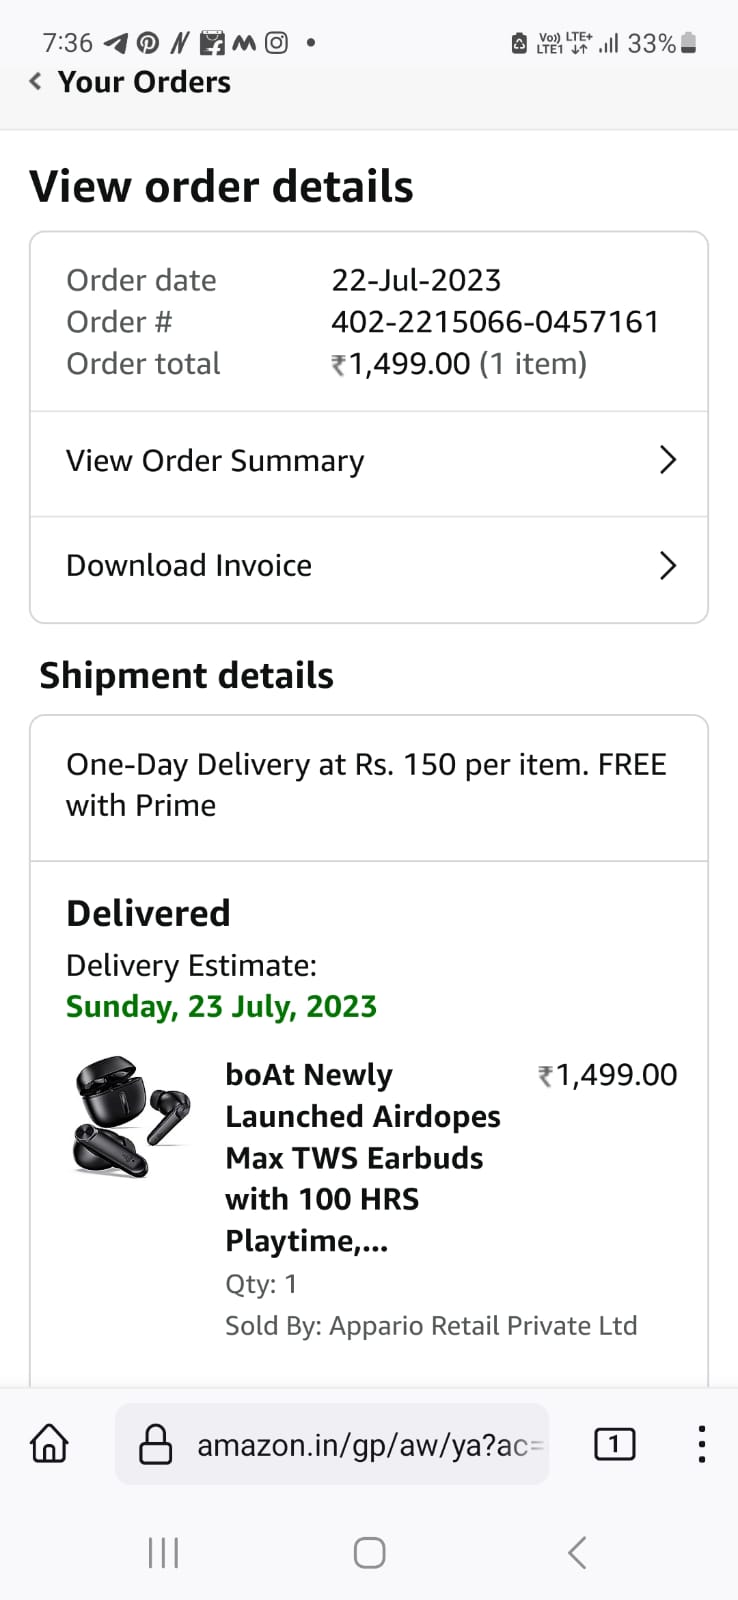 7:36
Vo)) LTE+
LTE1
33%
Your Orders
View order details
Order date 22-Jul-2023
Order # 402-2215066-0457161
Order total ₹1,499.00 (1 item)
View Order Summary
Download Invoice
Shipment details
One-Day Delivery at Rs. 150 per item. FREE
with Prime
Delivered
Delivery Estimate:
Sunday, 23 July, 2023
boAt Newly ₹1,499.00
Launched Airdopes
Max TWS Earbuds
with 100 HRS
Playtime,...
Qty: 1
Sold By: Appario Retail Private Ltd
amazon.in/gp/aw/ya?ac=
1